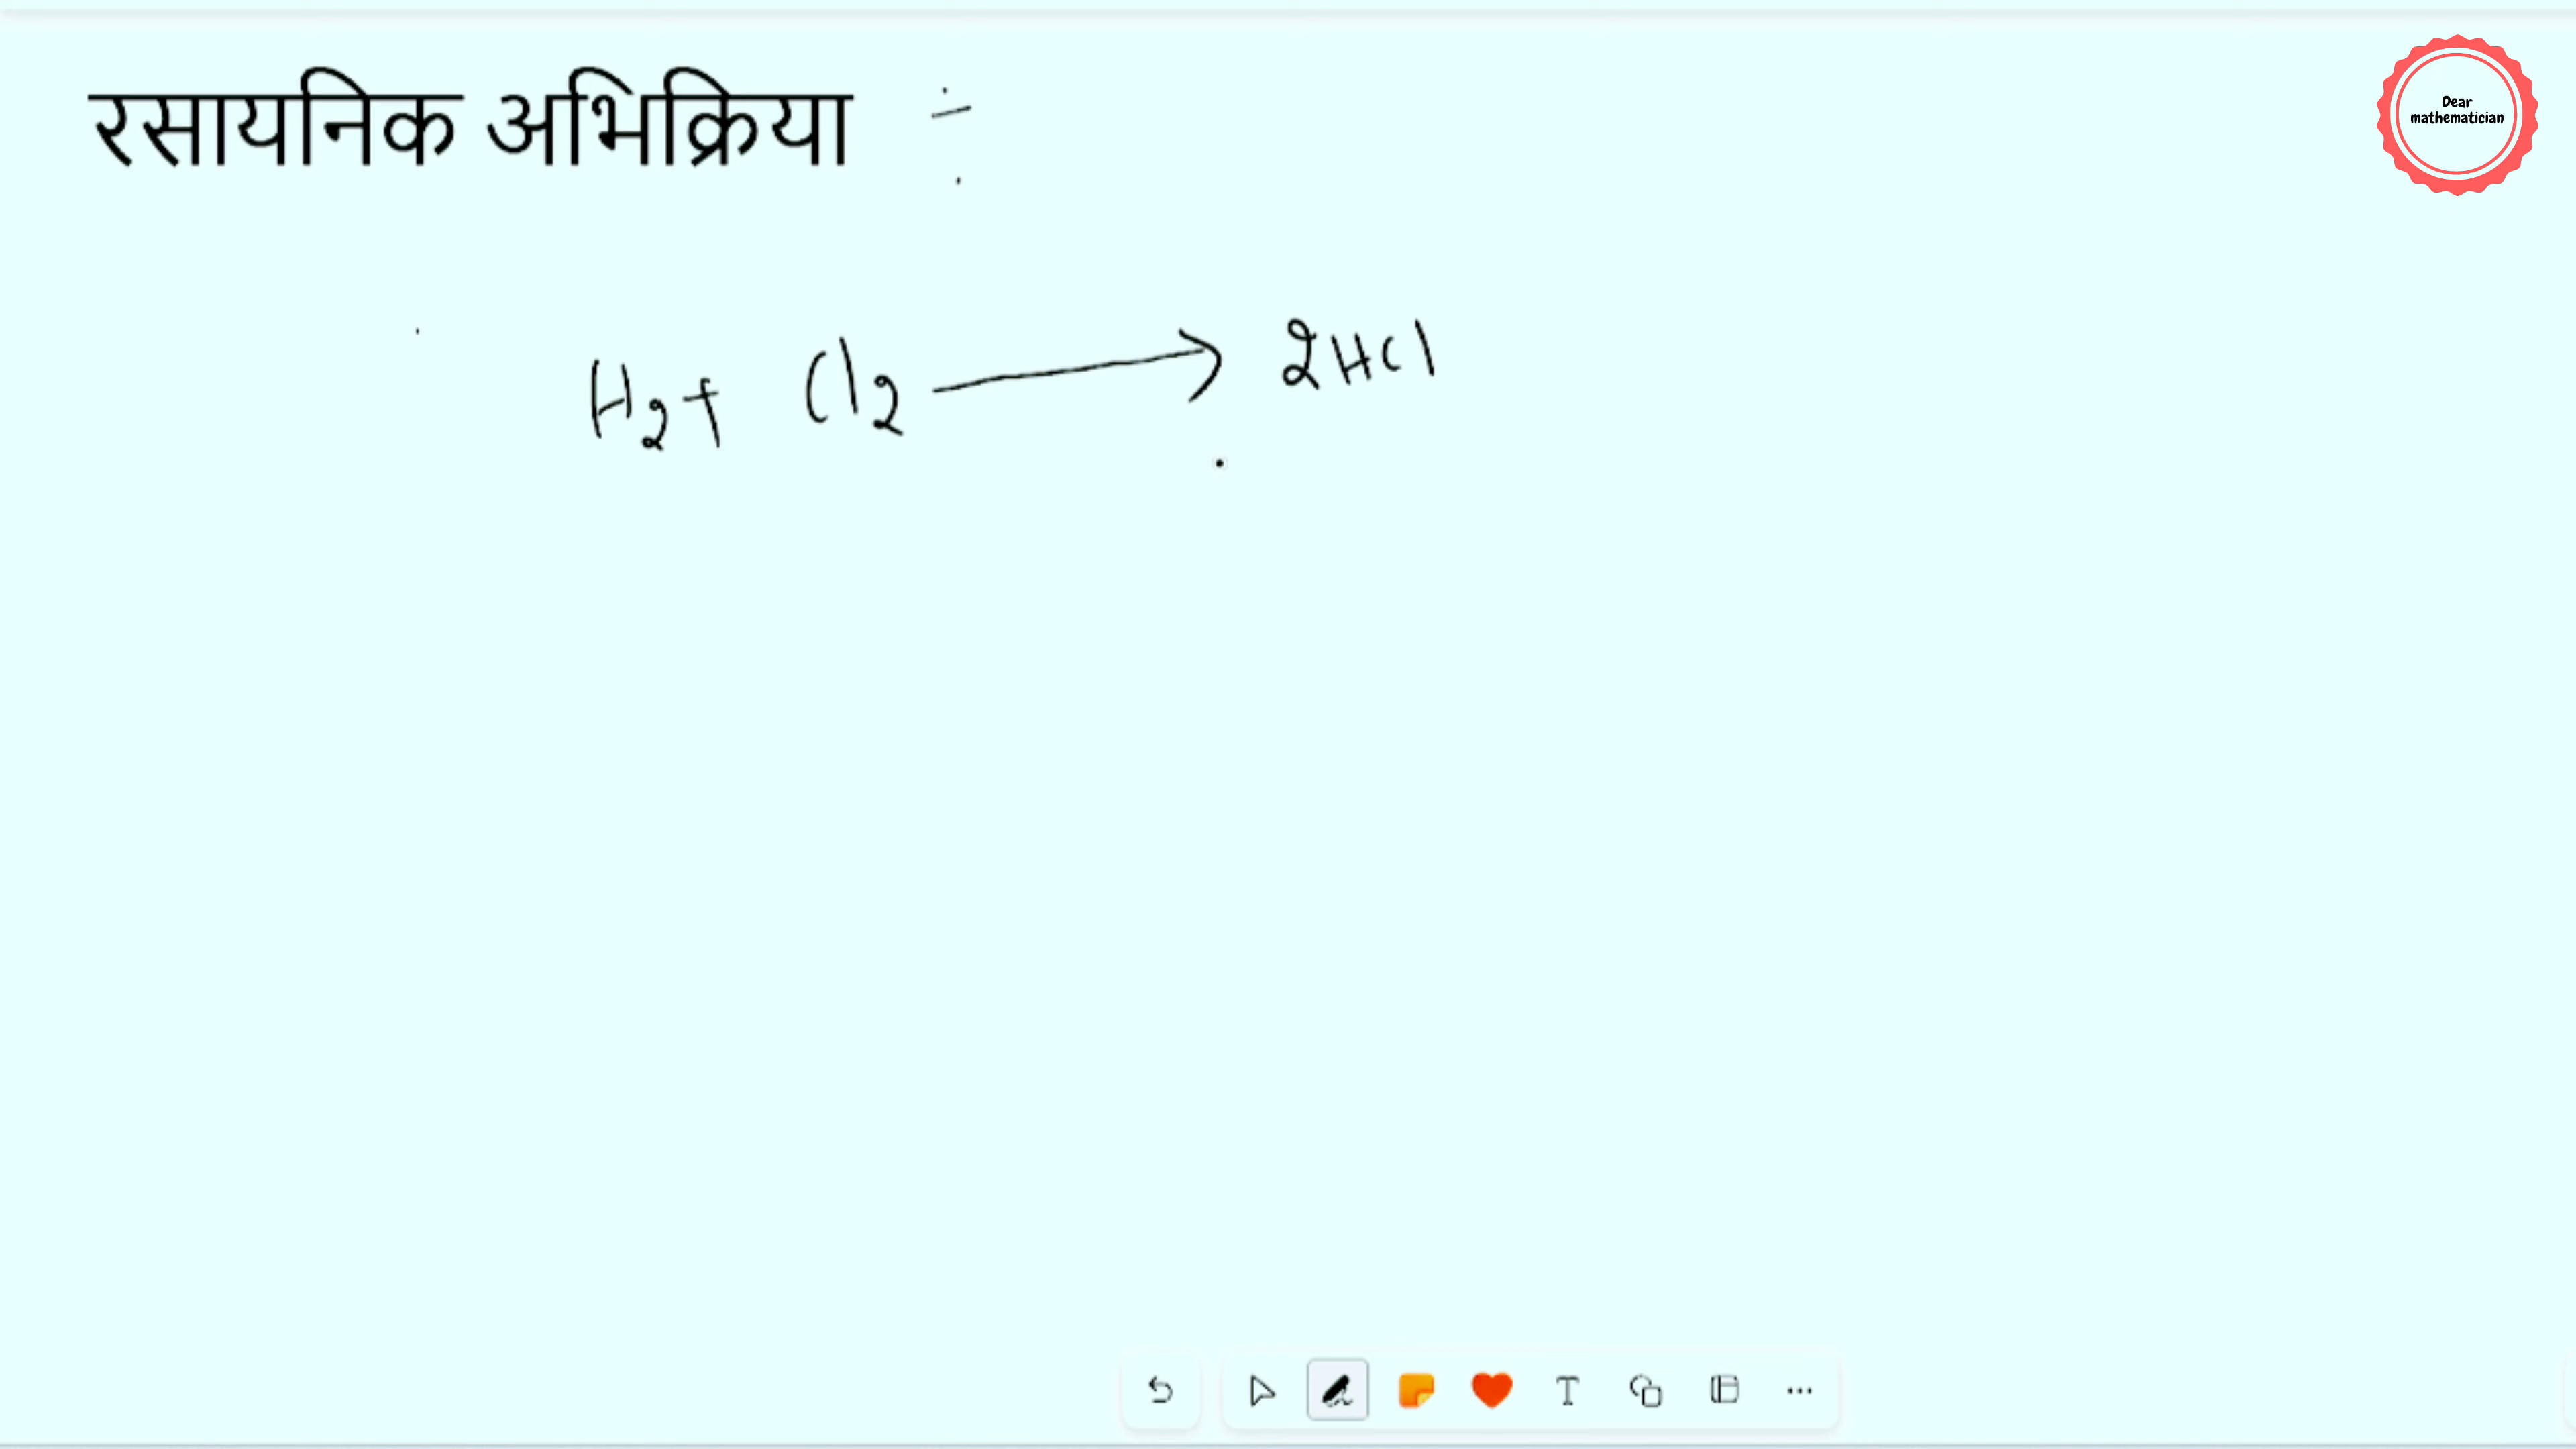 रसायनिक अभिक्रिया ÷
Dear
mathematician
H₂+ Cl₂ ⟶ 2HCl
T